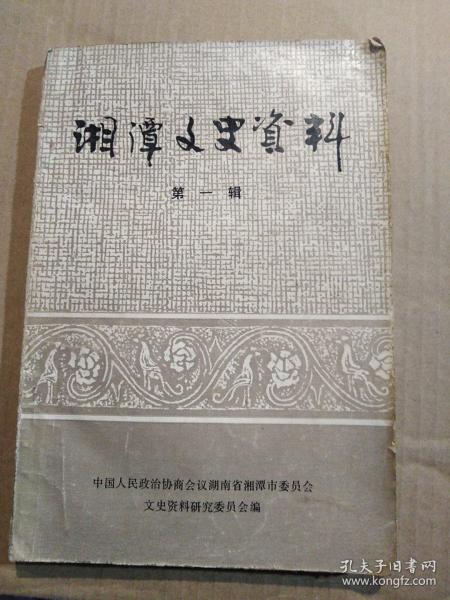 湘潭文史资料
第一辑
中国人民政治协商会议湖南省湘潭市委员会
文史资料研究委员会编
孔夫子旧书网
www.kongfz.com